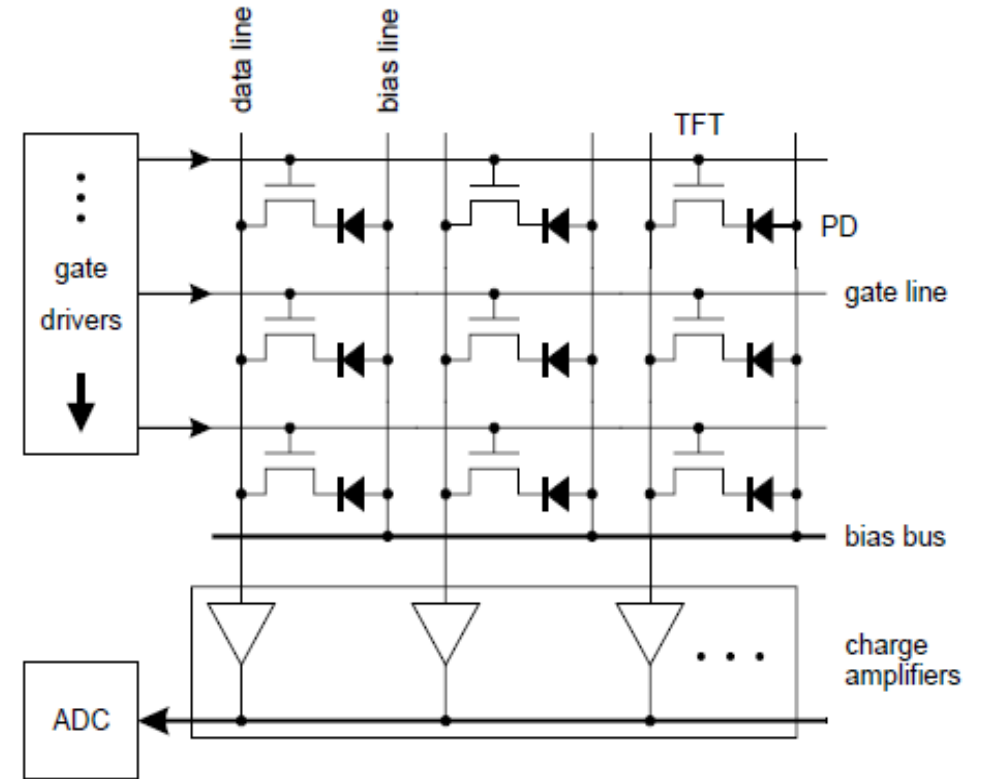 data line
bias line
TFT
PD
gate
drivers
gate line
bias bus
charge
amplifiers
ADC